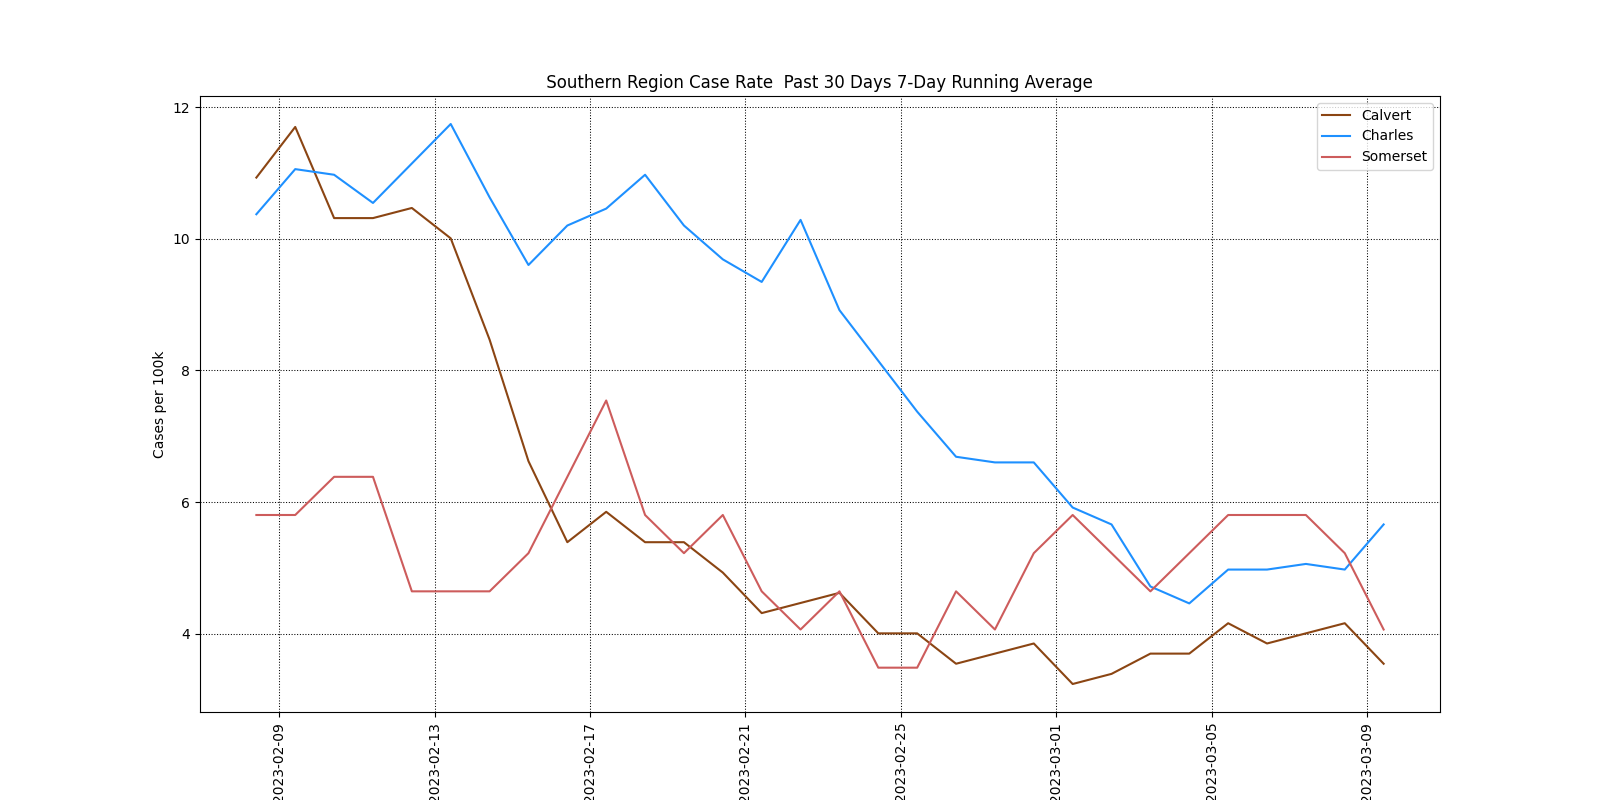 Southern Region Case Rate  Past 30 Days 7-Day Running Average
Calvert
Charles
Somerset
Cases per 100k
12
10
8
6
4
2023-02-09
2023-02-13
2023-02-17
2023-02-21
2023-02-25
2023-03-01
2023-03-05
2023-03-09